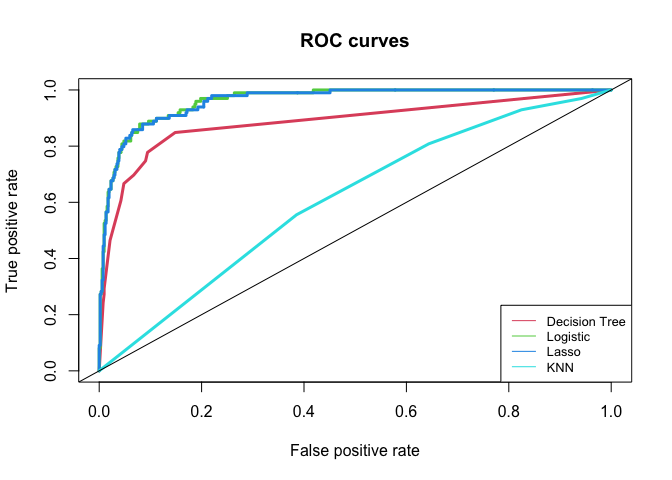 ROC curves
True positive rate
1.0
0.8
0.6
0.4
0.2
0.0
Decision Tree
Logistic
Lasso
KNN
0.0 0.2 0.4 0.6 0.8 1.0
False positive rate